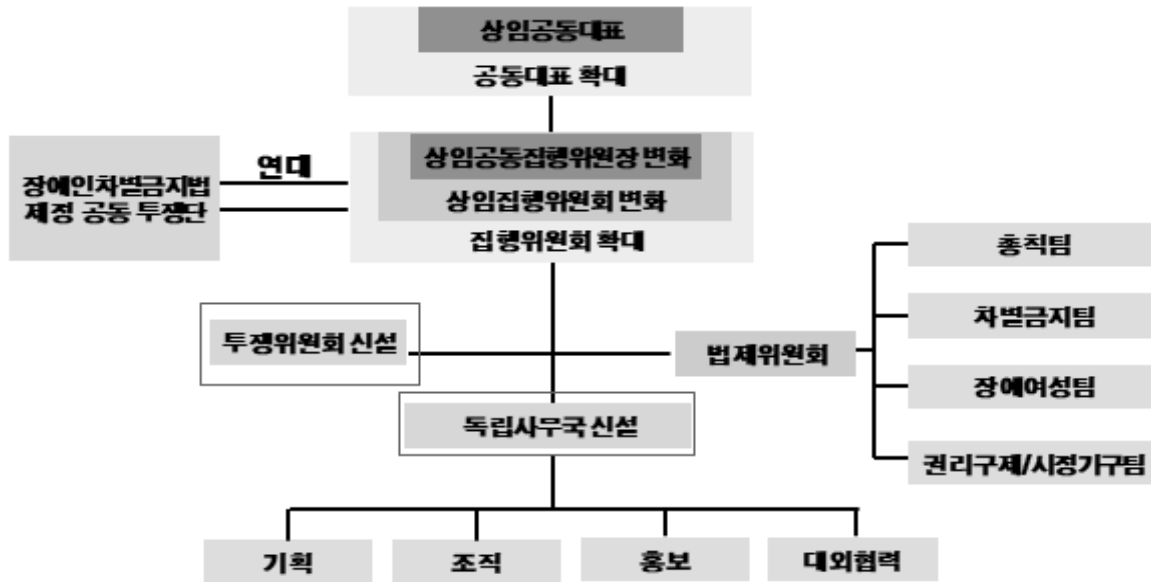 상임공동대표
공동대표 확대
상임공동집행위원장 변화
상임집행위원회 변화
집행위원회 확대
연대
장애인차별금지법
제정 공동 투쟁단
총칙팀
차별금지팀
장애여성팀
권리구제/시정기구팀
투쟁위원회 신설
법제위원회
독립사무국 신설
기획
조직
홍보
대외협력